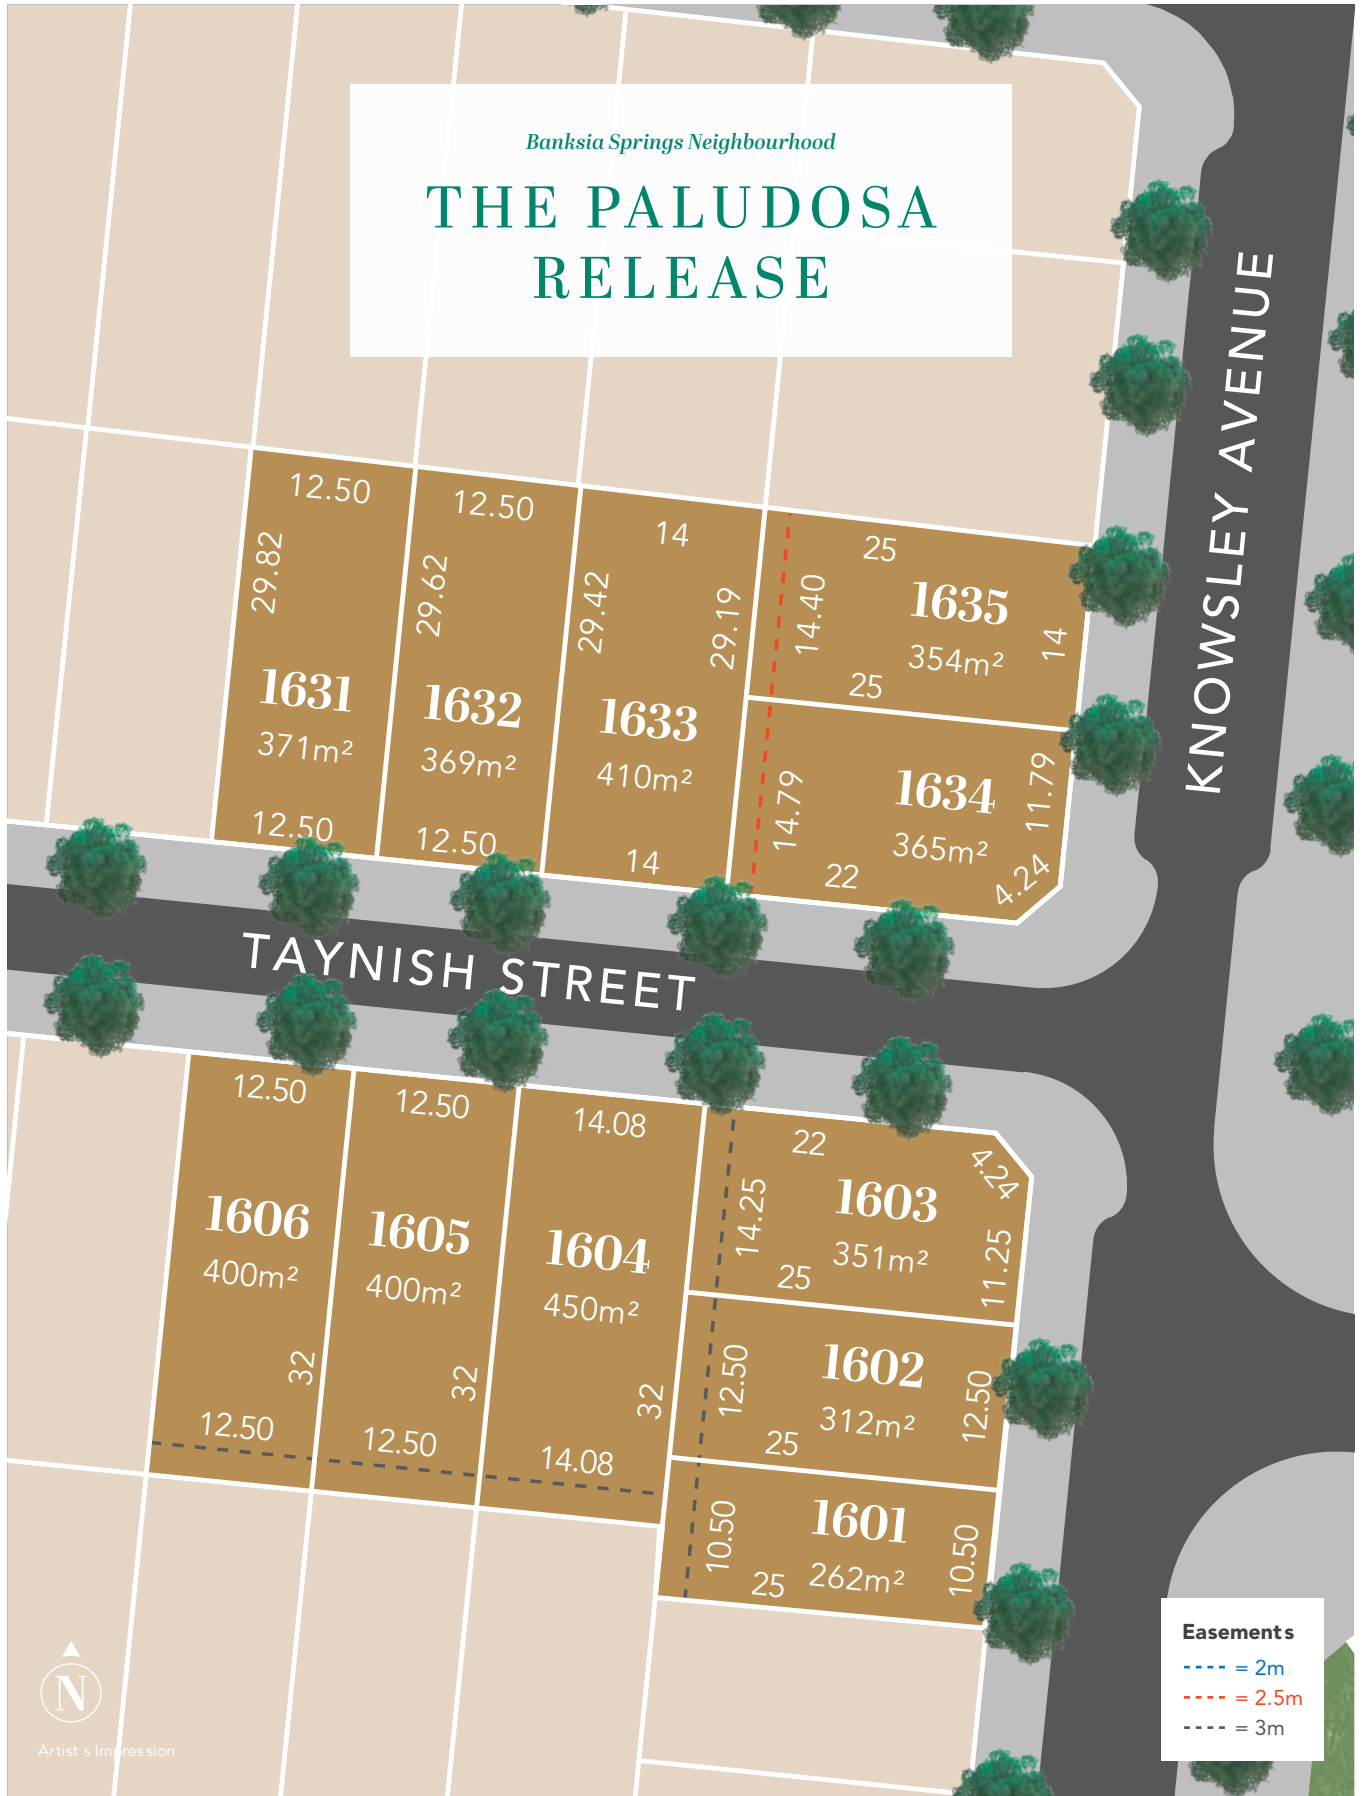 Banksia Springs Neighbourhood
THE PALUDOSA
RELEASE
KNOWSLEY AVENUE
12.50
29.82
1631
371m²
12.50
12.50
29.62
1632
369m²
12.50
14
29.42
29.19
1633
410m²
14
25
14.40
1635
354m²
14
25
14.79
1634
365m²
11.79
4.24
22
TAYNISH STREET
12.50
1606
400m²
32
12.50
12.50
1605
400m²
32
12.50
14.08
1604
450m²
32
14.08
22
4.24
14.25
1603
351m²
11.25
25
12.50
1602
312m²
12.50
25
10.50
1601
262m²
10.50
25
N
Artist s Impression
Easements
= 2m
= 2.5m
= 3m